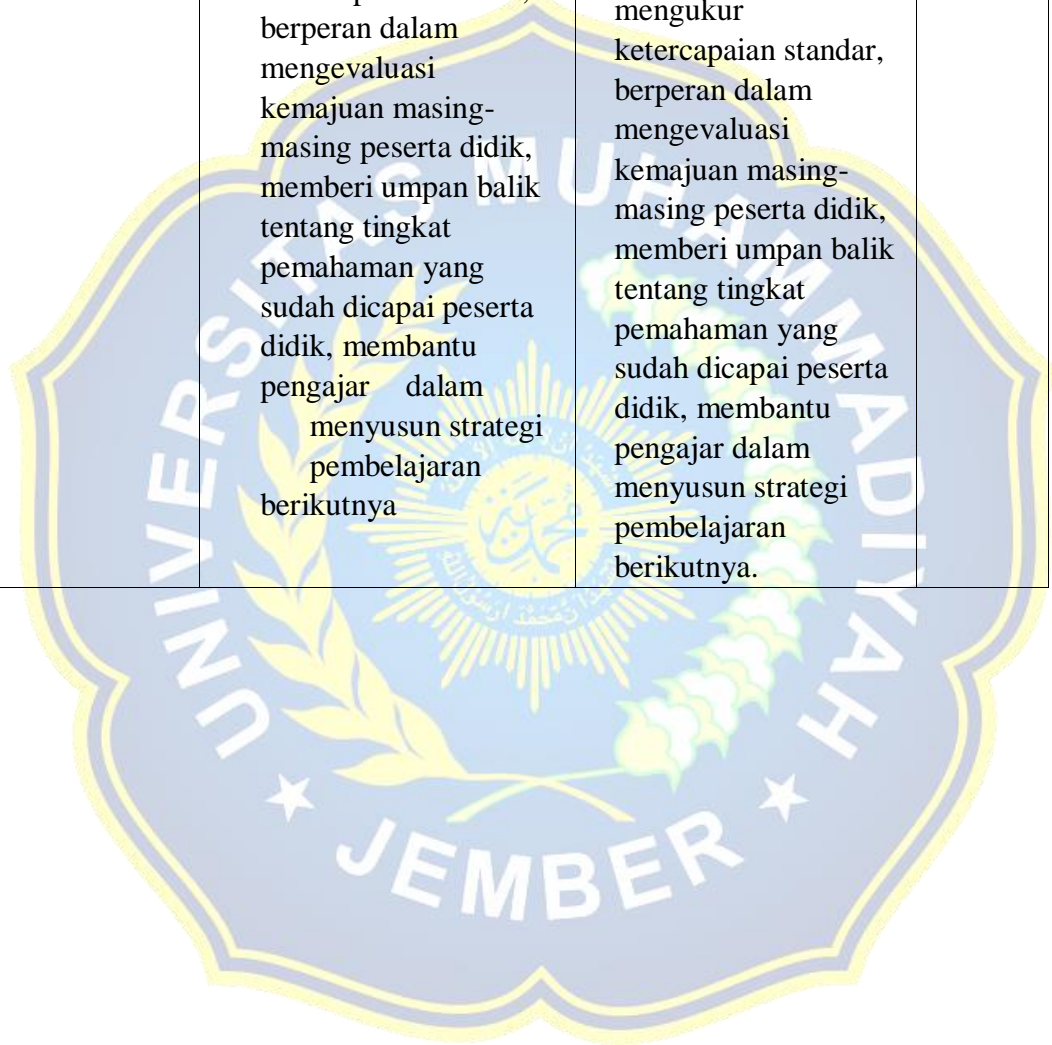 berperan dalam
mengevaluasi
kemajuan masing-
masing peserta didik,
memberi umpan balik
tentang tingkat
pemahaman yang
sudah dicapai peserta
didik, membantu
pengajar dalam
menyusun strategi
pembelajaran
berikutnya
mengukur
ketercapaian standar,
berperan dalam
mengevaluasi
kemajuan masing-
masing peserta didik,
memberi umpan balik
tentang tingkat
pemahaman yang
sudah dicapai peserta
didik, membantu
pengajar dalam
menyusun strategi
pembelajaran
berikutnya.
UNIVERSITAS MUHAMMADIYAH
JEMBER